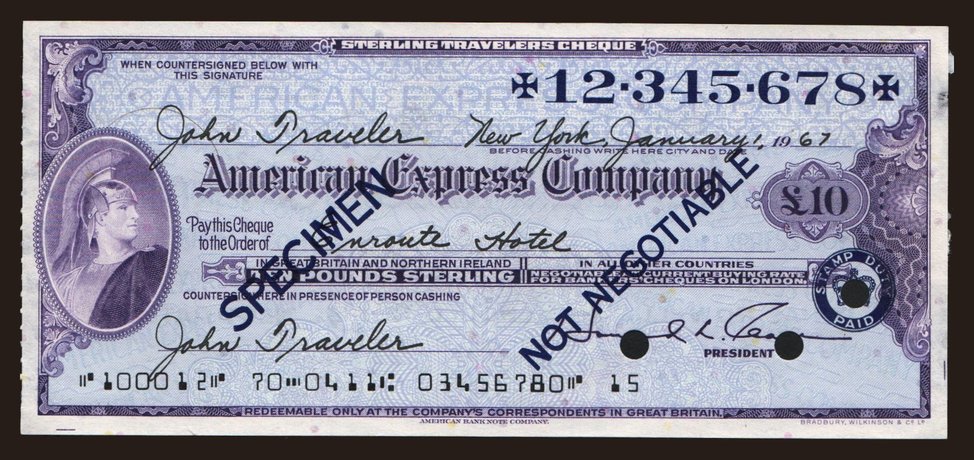 STERLING TRAVELERS CHEQUE
WHEN COUNTERSIGNED BELOW WITH
THIS SIGNATURE
✠12·345·678✠
John Traveler New York January 1, 1967
BEFORE CASHING WRITE HERE CITY AND DATE
American Express Company
£10
Pay this Cheque
to the Order of Enroute Hotel
IN GREAT BRITAIN AND NORTHERN IRELAND
TEN POUNDS STERLING
IN ALL OTHER COUNTRIES
NEGOTIABLE AT CURRENT BUYING RATE
FOR BANKERS' CHEQUES ON LONDON
STAMP DUTY PAID
COUNTERSIGN HERE IN PRESENCE OF PERSON CASHING
SPECIMEN
NOT NEGOTIABLE
John Traveler
PRESIDENT
⑈100012⑈ 70⑉0411⑆ 03456780⑈ 15
REDEEMABLE ONLY AT THE COMPANY'S CORRESPONDENTS IN GREAT BRITAIN.
AMERICAN BANK NOTE COMPANY.
BRADBURY, WILKINSON & Cº Lᵈ